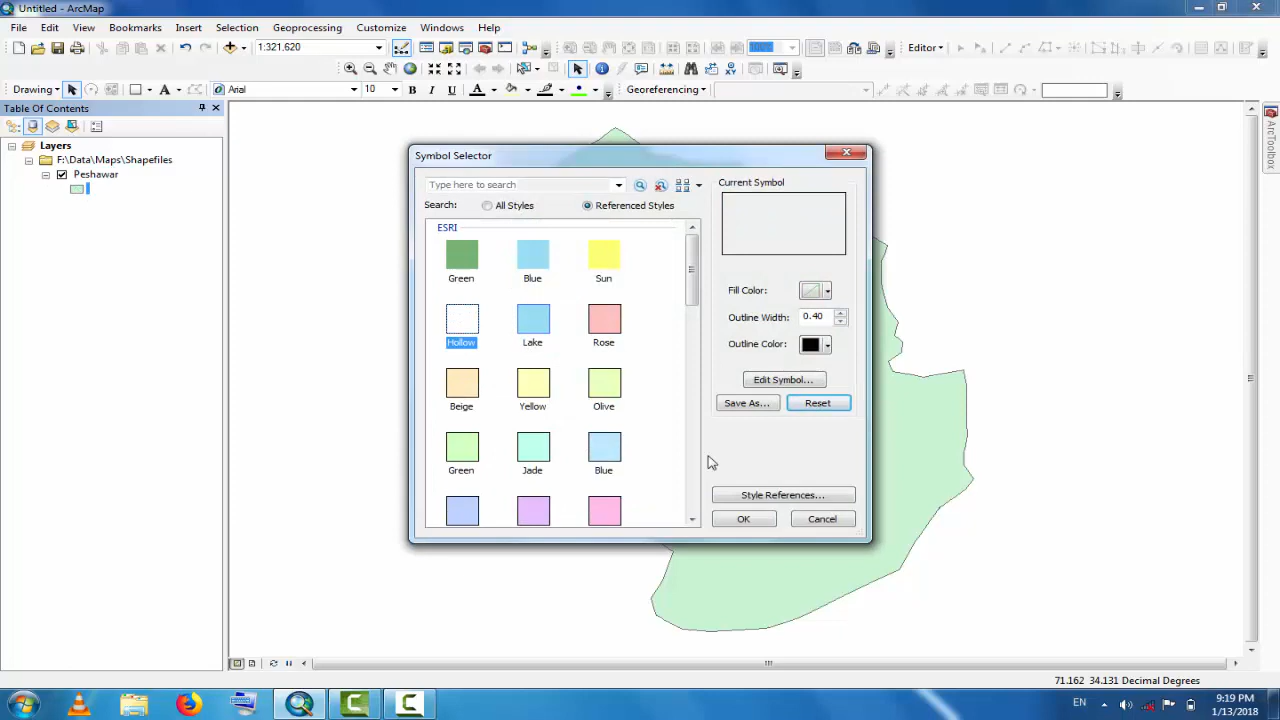 Untitled - ArcMap
File Edit View Bookmarks Insert Selection Geoprocessing Customize Windows Help
1:321,620 100% Editor
Drawing A Arial 10 B I U A Georeferencing
Table Of Contents
Layers
F:\Data\Maps\Shapefiles
Peshawar
ArcToolbox
Symbol Selector
Type here to search
Search: All Styles Referenced Styles
ESRI
Green Blue Sun
Hollow Lake Rose
Beige Yellow Olive
Green Jade Blue
Current Symbol
Fill Color:
Outline Width: 0.40
Outline Color:
Edit Symbol...
Save As... Reset
Style References...
OK Cancel
71.162 34.131 Decimal Degrees
EN 9:19 PM
1/13/2018